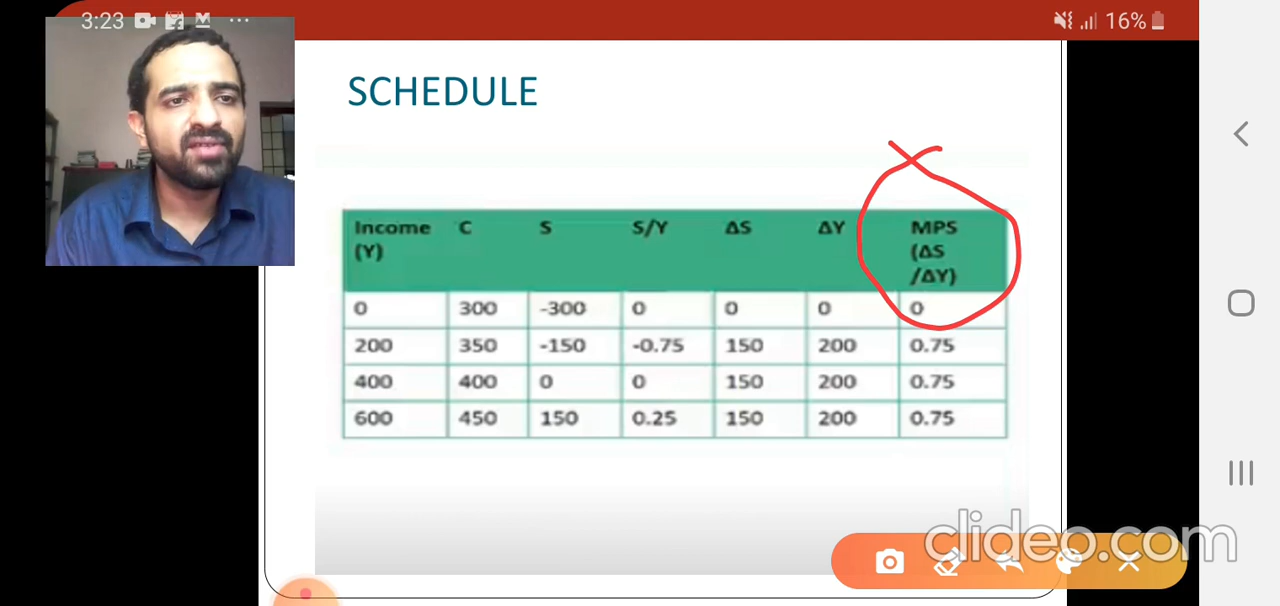 3:23
16%
SCHEDULE
Income (Y) C S S/Y ΔS ΔY MPS (ΔS /ΔY)
0 300 -300 0 0 0 0
200 350 -150 -0.75 150 200 0.75
400 400 0 0 150 200 0.75
600 450 150 0.25 150 200 0.75
clideo.com